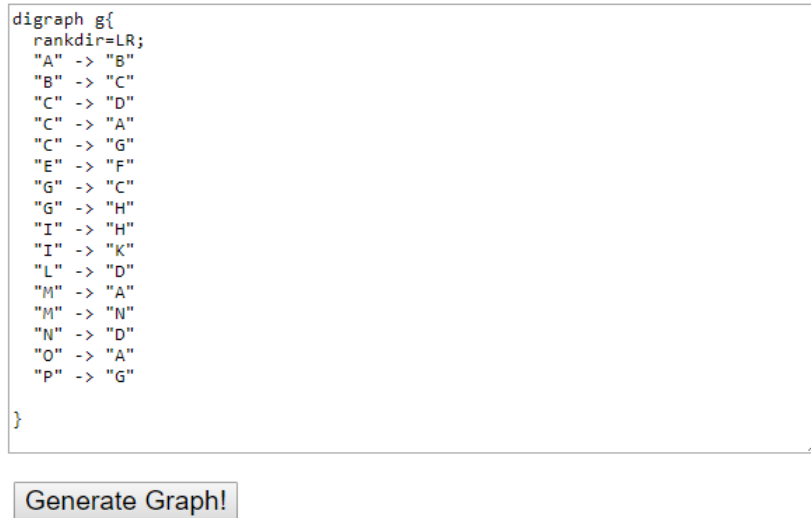 digraph g{
rankdir=LR;
"A" -> "B"
"B" -> "C"
"C" -> "D"
"C" -> "A"
"C" -> "G"
"E" -> "F"
"G" -> "C"
"G" -> "H"
"I" -> "H"
"I" -> "K"
"L" -> "D"
"M" -> "A"
"M" -> "N"
"N" -> "D"
"O" -> "A"
"P" -> "G"
}
Generate Graph!